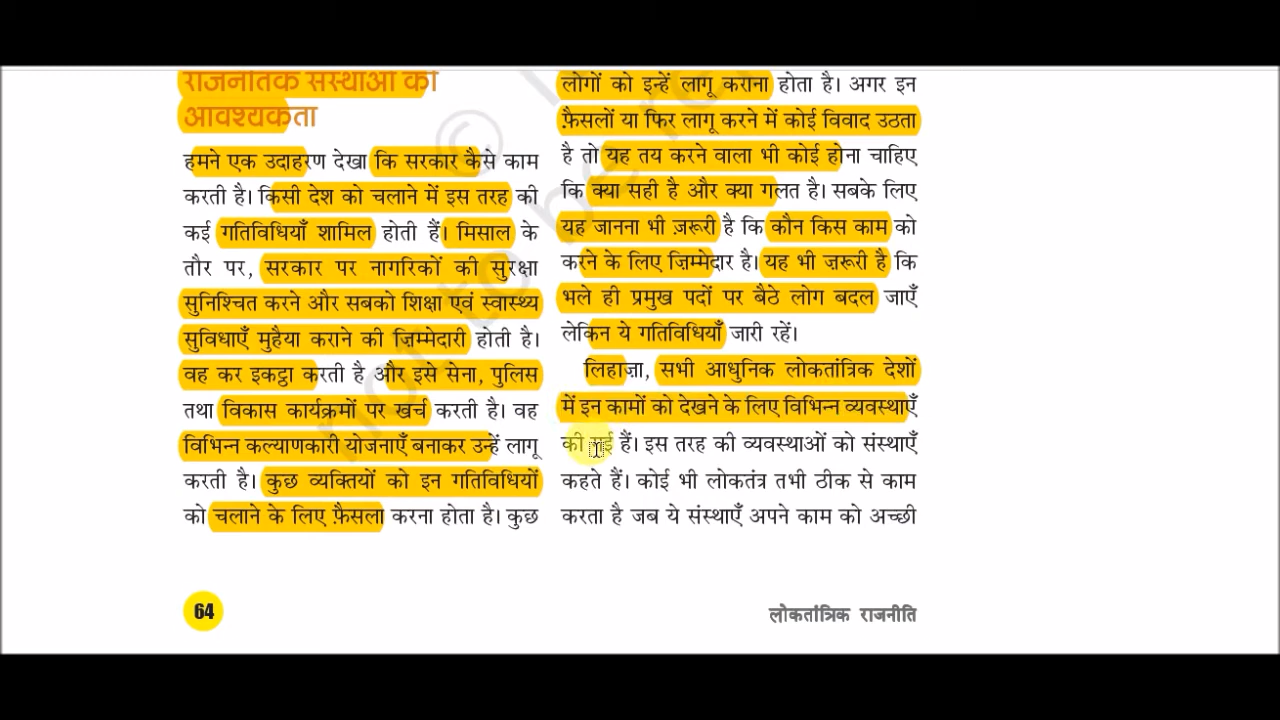 राजनीतिक संस्थाओं की
आवश्यकता
हमने एक उदाहरण देखा कि सरकार कैसे काम
करती है। किसी देश को चलाने में इस तरह की
कई गतिविधियाँ शामिल होती हैं। मिसाल के
तौर पर, सरकार पर नागरिकों की सुरक्षा
सुनिश्चित करने और सबको शिक्षा एवं स्वास्थ्य
सुविधाएँ मुहैया कराने की ज़िम्मेदारी होती है।
वह कर इकट्ठा करती है और इसे सेना, पुलिस
तथा विकास कार्यक्रमों पर खर्च करती है। वह
विभिन्न कल्याणकारी योजनाएँ बनाकर उन्हें लागू
करती है। कुछ व्यक्तियों को इन गतिविधियों
को चलाने के लिए फ़ैसला करना होता है। कुछ
लोगों को इन्हें लागू कराना होता है। अगर इन
फ़ैसलों या फिर लागू करने में कोई विवाद उठता
है तो यह तय करने वाला भी कोई होना चाहिए
कि क्या सही है और क्या गलत है। सबके लिए
यह जानना भी ज़रूरी है कि कौन किस काम को
करने के लिए ज़िम्मेदार है। यह भी ज़रूरी है कि
भले ही प्रमुख पदों पर बैठे लोग बदल जाएँ
लेकिन ये गतिविधियाँ जारी रहें।
लिहाज़ा, सभी आधुनिक लोकतांत्रिक देशों
में इन कामों को देखने के लिए विभिन्न व्यवस्थाएँ
की गई हैं। इस तरह की व्यवस्थाओं को संस्थाएँ
कहते हैं। कोई भी लोकतंत्र तभी ठीक से काम
करता है जब ये संस्थाएँ अपने काम को अच्छी
64
लोकतांत्रिक राजनीति
©
not to be re